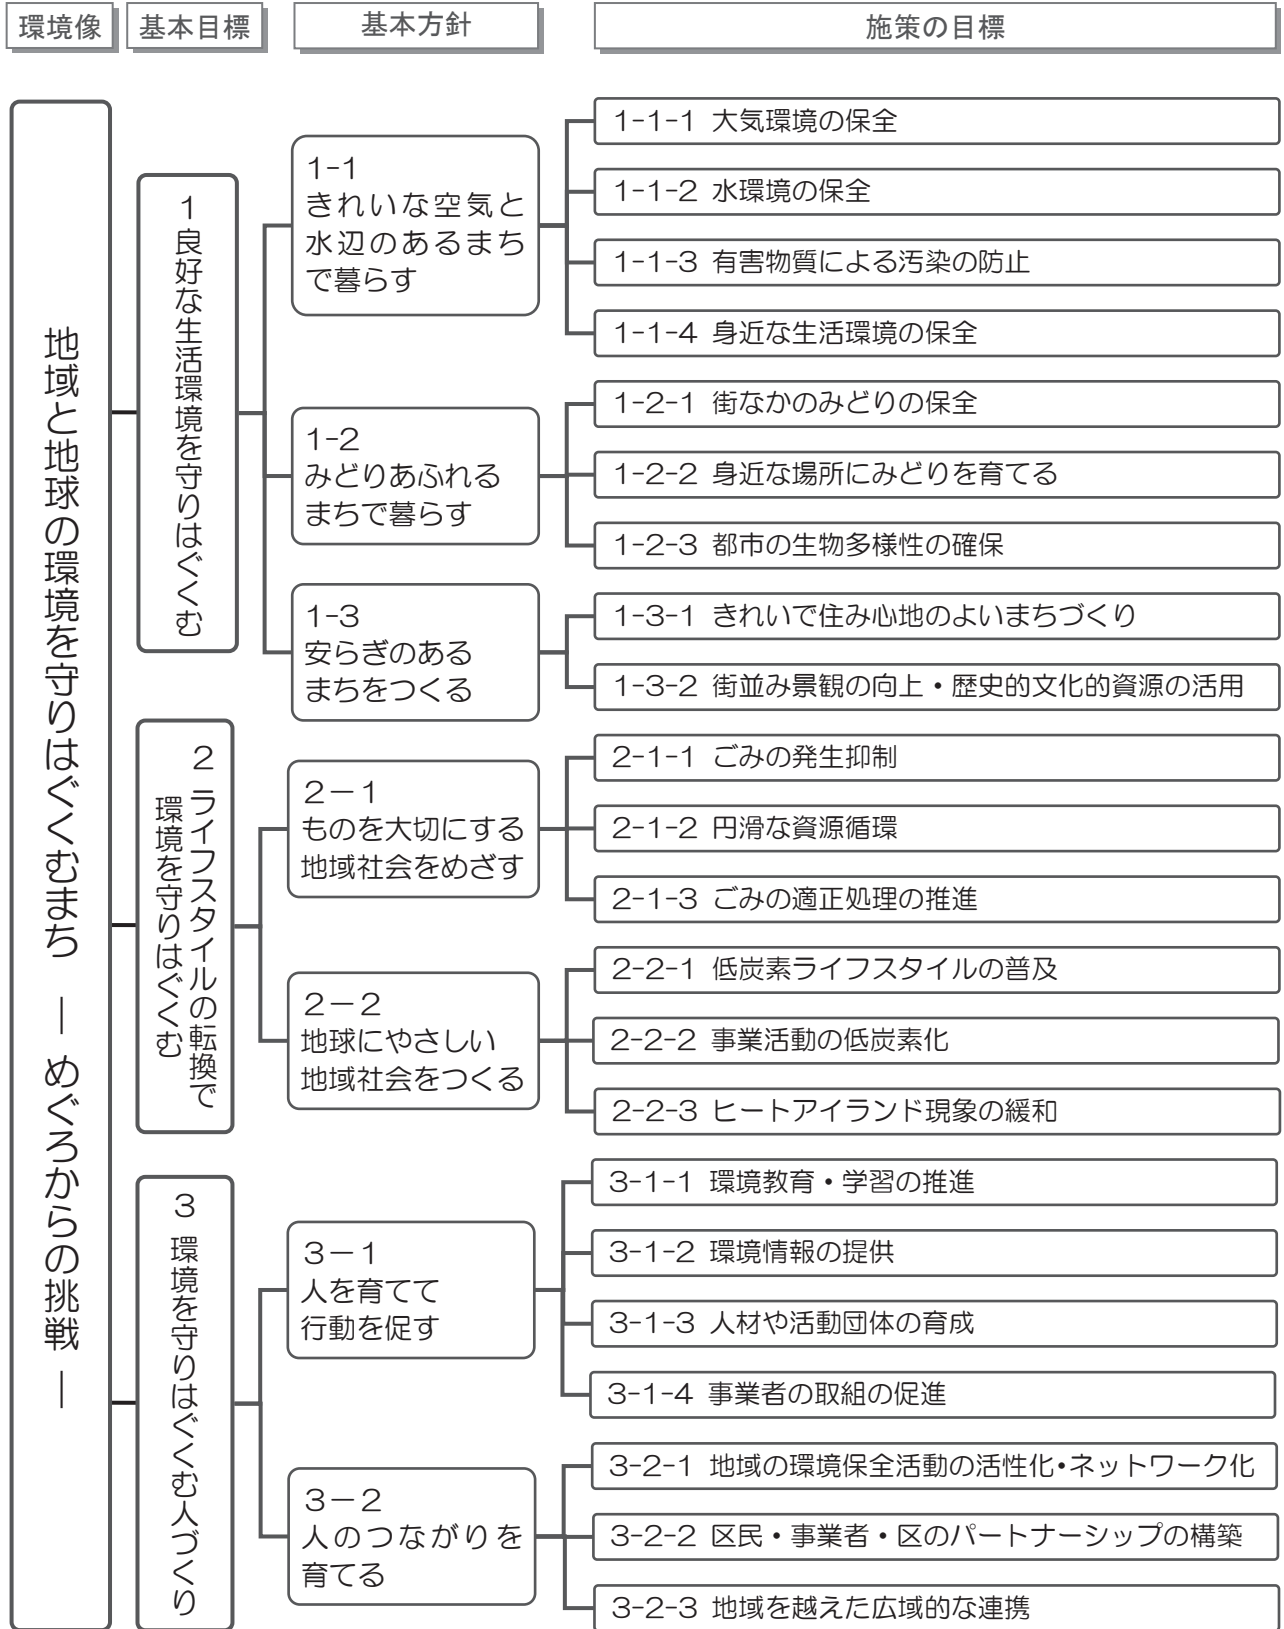 環境像
基本目標
基本方針
施策の目標
地域と地球の環境を守りはぐくむまち ― めぐろからの挑戦 ―
1 良好な生活環境を守りはぐくむ
1-1
きれいな空気と
水辺のあるまち
で暮らす
1-1-1 大気環境の保全
1-1-2 水環境の保全
1-1-3 有害物質による汚染の防止
1-1-4 身近な生活環境の保全
1-2
みどりあふれる
まちで暮らす
1-2-1 街なかのみどりの保全
1-2-2 身近な場所にみどりを育てる
1-2-3 都市の生物多様性の確保
1-3
安らぎのある
まちをつくる
1-3-1 きれいで住み心地のよいまちづくり
1-3-2 街並み景観の向上・歴史的文化的資源の活用
2 ライフスタイルの転換で
環境を守りはぐくむ
2－1
ものを大切にする
地域社会をめざす
2-1-1 ごみの発生抑制
2-1-2 円滑な資源循環
2-1-3 ごみの適正処理の推進
2－2
地球にやさしい
地域社会をつくる
2-2-1 低炭素ライフスタイルの普及
2-2-2 事業活動の低炭素化
2-2-3 ヒートアイランド現象の緩和
3 環境を守りはぐくむ人づくり
3－1
人を育てて
行動を促す
3-1-1 環境教育・学習の推進
3-1-2 環境情報の提供
3-1-3 人材や活動団体の育成
3-1-4 事業者の取組の促進
3－2
人のつながりを
育てる
3-2-1 地域の環境保全活動の活性化・ネットワーク化
3-2-2 区民・事業者・区のパートナーシップの構築
3-2-3 地域を越えた広域的な連携